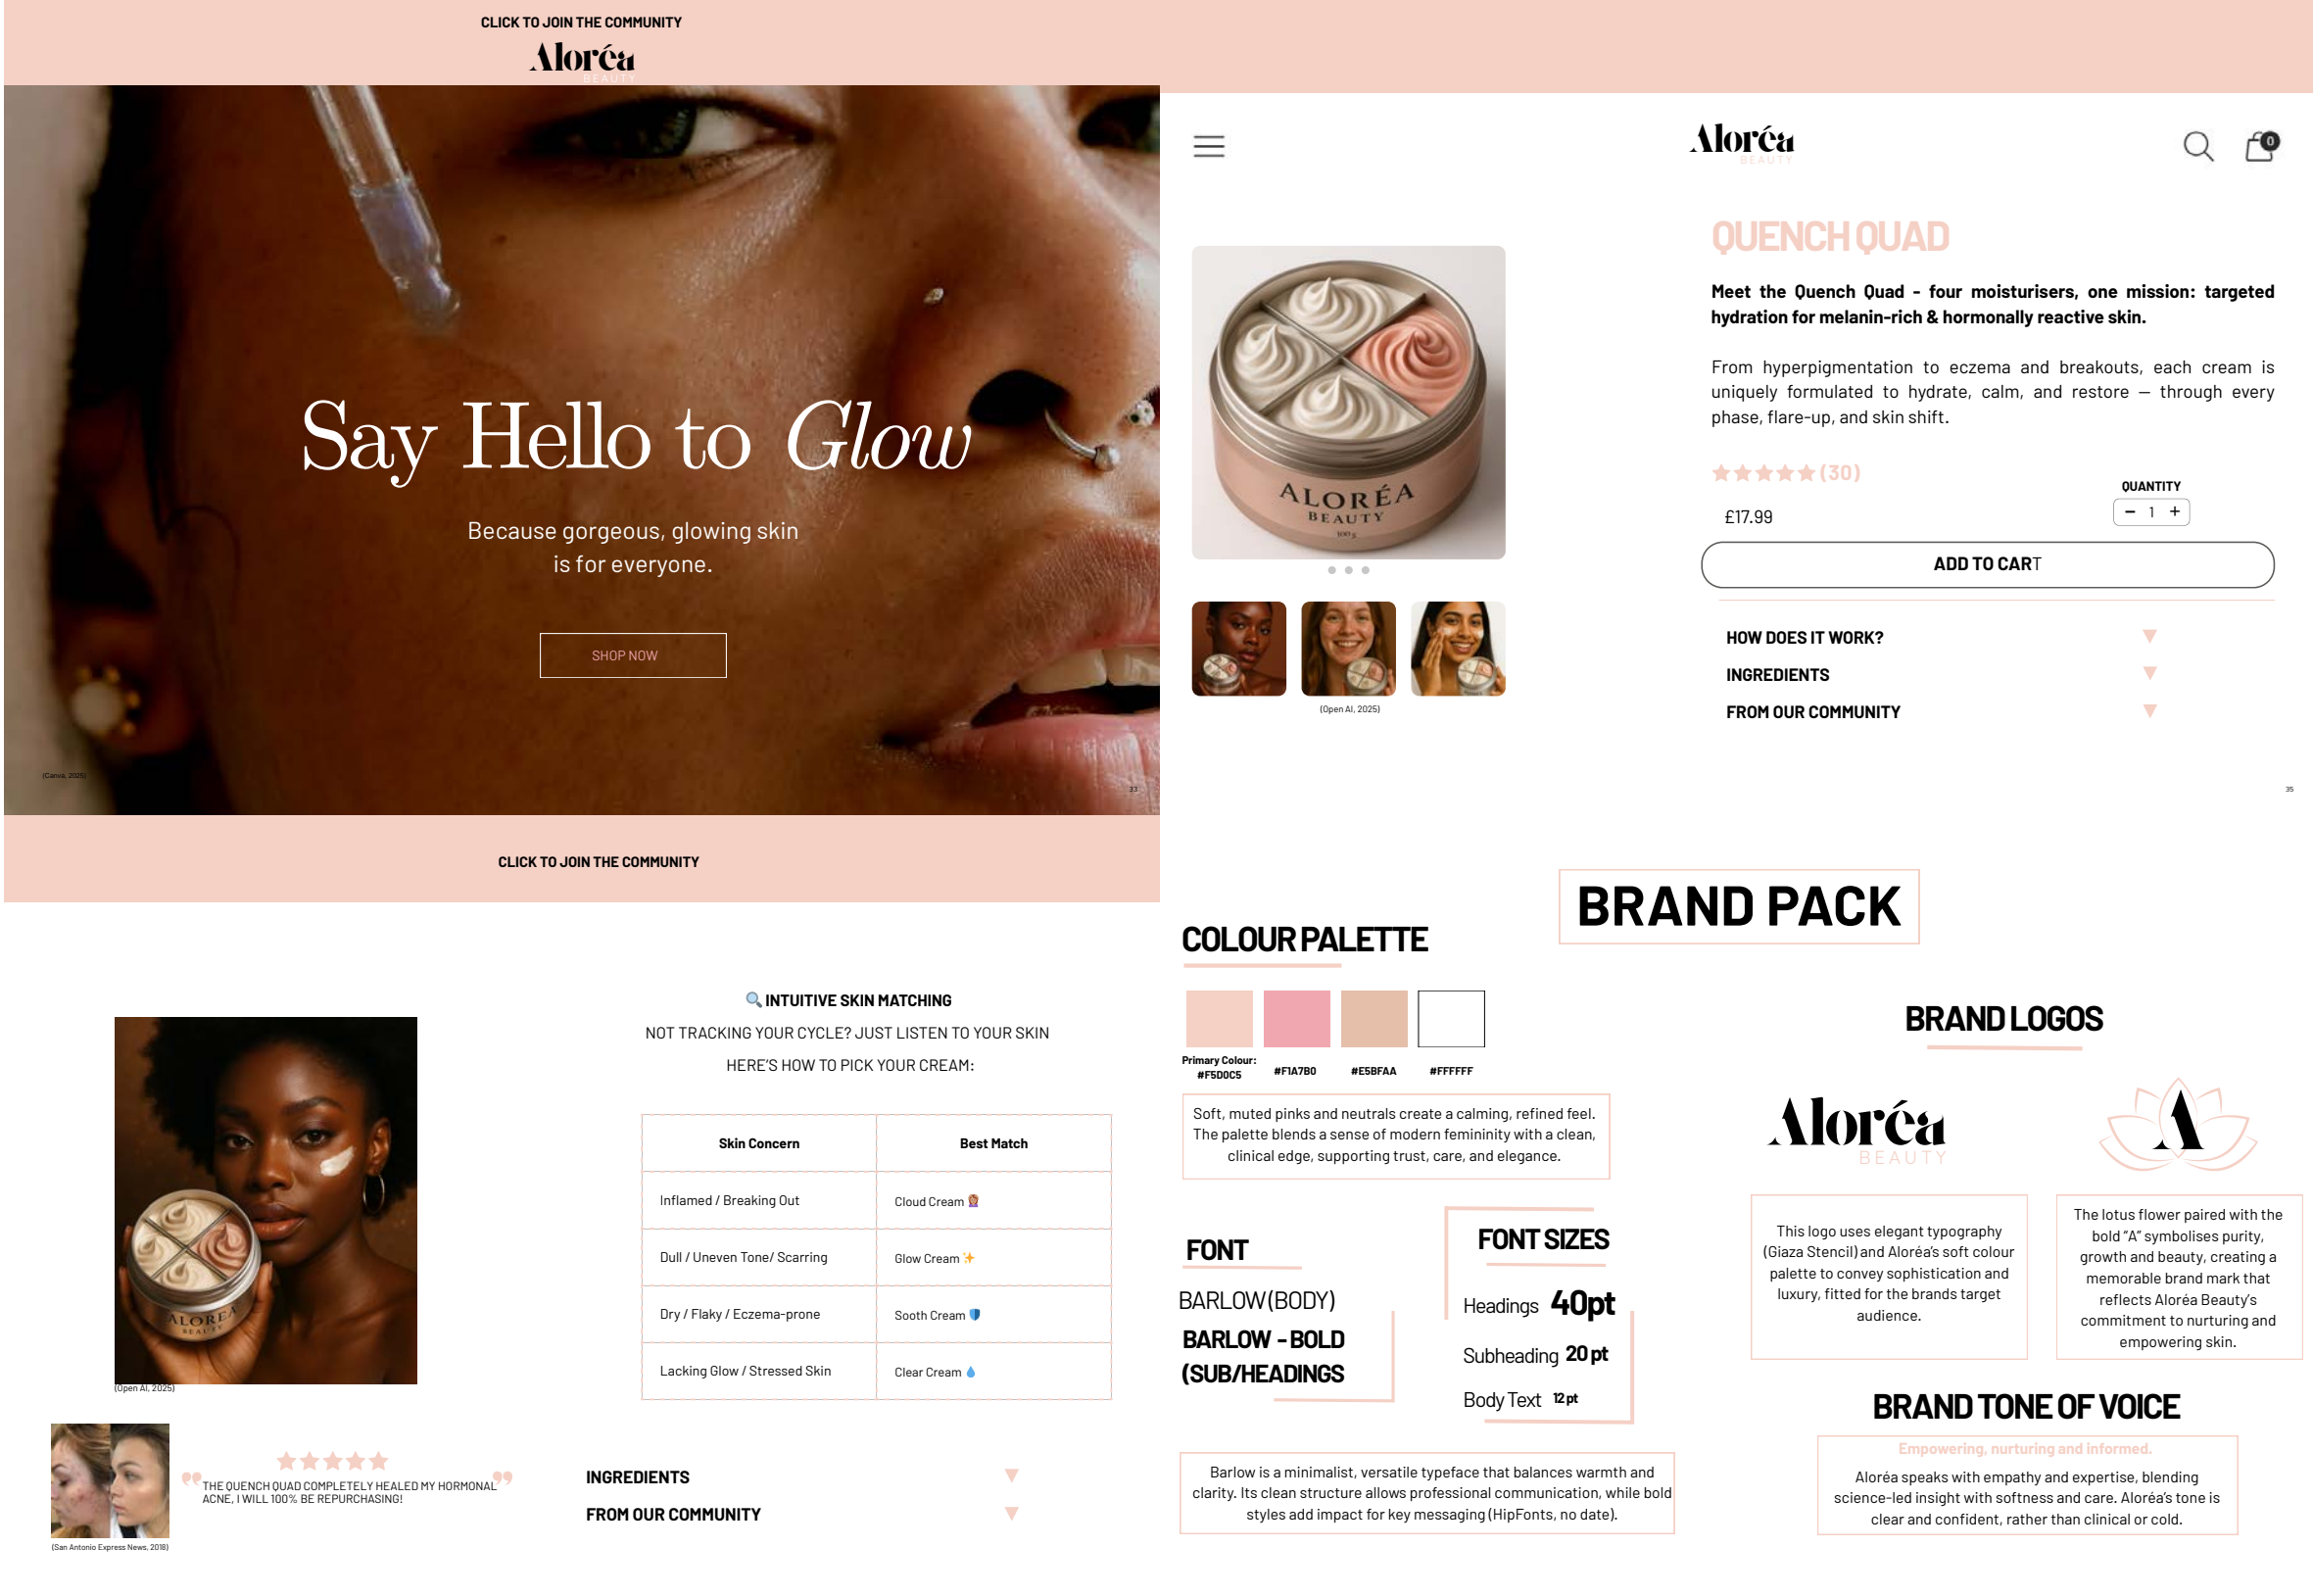 CLICK TO JOIN THE COMMUNITY
Aloréa
BEAUTY
Say Hello to Glow
Because gorgeous, glowing skin
is for everyone.
SHOP NOW
(Canva, 2025)
33
Aloréa
BEAUTY
0
QUENCH QUAD
Meet the Quench Quad - four moisturisers, one mission: targeted
hydration for melanin-rich & hormonally reactive skin.
From hyperpigmentation to eczema and breakouts, each cream is
uniquely formulated to hydrate, calm, and restore — through every
phase, flare-up, and skin shift.
(30)
QUANTITY
£17.99
- 1 +
ADD TO CART
HOW DOES IT WORK?
INGREDIENTS
FROM OUR COMMUNITY
ALORÉA
BEAUTY
100 g
(Open AI, 2025)
35
CLICK TO JOIN THE COMMUNITY
🔍 INTUITIVE SKIN MATCHING
NOT TRACKING YOUR CYCLE? JUST LISTEN TO YOUR SKIN
HERE'S HOW TO PICK YOUR CREAM:
Skin Concern Best Match
Inflamed / Breaking Out Cloud Cream
Dull / Uneven Tone/ Scarring Glow Cream ✨
Dry / Flaky / Eczema-prone Sooth Cream 🛡️
Lacking Glow / Stressed Skin Clear Cream 💧
ALORÉA
BEAUTY
(Open AI, 2025)
"THE QUENCH QUAD COMPLETELY HEALED MY HORMONAL"
ACNE, I WILL 100% BE REPURCHASING!
(San Antonio Express News, 2018)
INGREDIENTS
FROM OUR COMMUNITY
BRAND PACK
COLOUR PALETTE
Primary Colour:
#F5D0C5 #F1A7B0 #E5BFAA #FFFFFF
Soft, muted pinks and neutrals create a calming, refined feel.
The palette blends a sense of modern femininity with a clean,
clinical edge, supporting trust, care, and elegance.
FONT
BARLOW (BODY)
BARLOW - BOLD
(SUB/HEADINGS
FONT SIZES
Headings 40pt
Subheading 20 pt
Body Text 12 pt
Barlow is a minimalist, versatile typeface that balances warmth and
clarity. Its clean structure allows professional communication, while bold
styles add impact for key messaging (HipFonts, no date).
BRAND LOGOS
Aloréa
BEAUTY
A
This logo uses elegant typography
(Giaza Stencil) and Aloréa's soft colour
palette to convey sophistication and
luxury, fitted for the brands target
audience.
The lotus flower paired with the
bold "A" symbolises purity,
growth and beauty, creating a
memorable brand mark that
reflects Aloréa Beauty's
commitment to nurturing and
empowering skin.
BRAND TONE OF VOICE
Empowering, nurturing and informed.
Aloréa speaks with empathy and expertise, blending
science-led insight with softness and care. Aloréa's tone is
clear and confident, rather than clinical or cold.